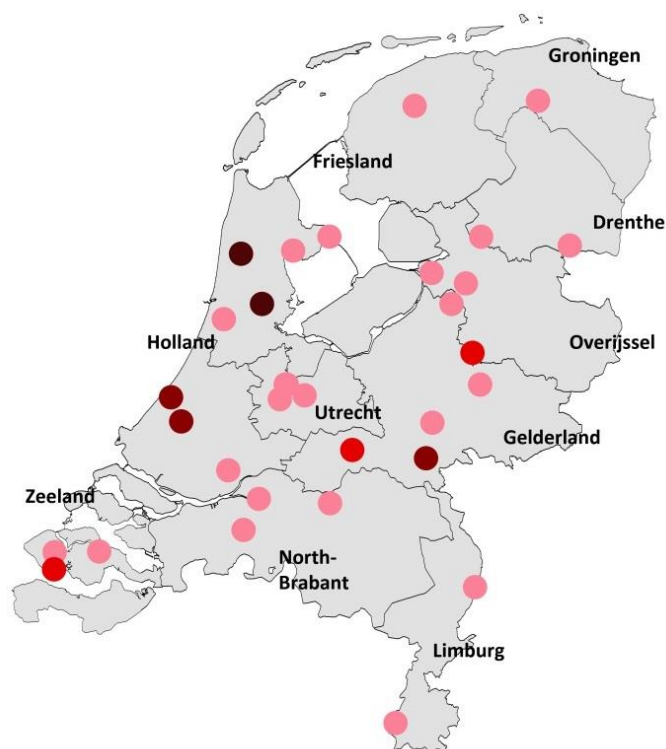 Groningen
Friesland
Drenthe
Holland
Overijssel
Utrecht
Gelderland
Zeeland
North-
Brabant
Limburg